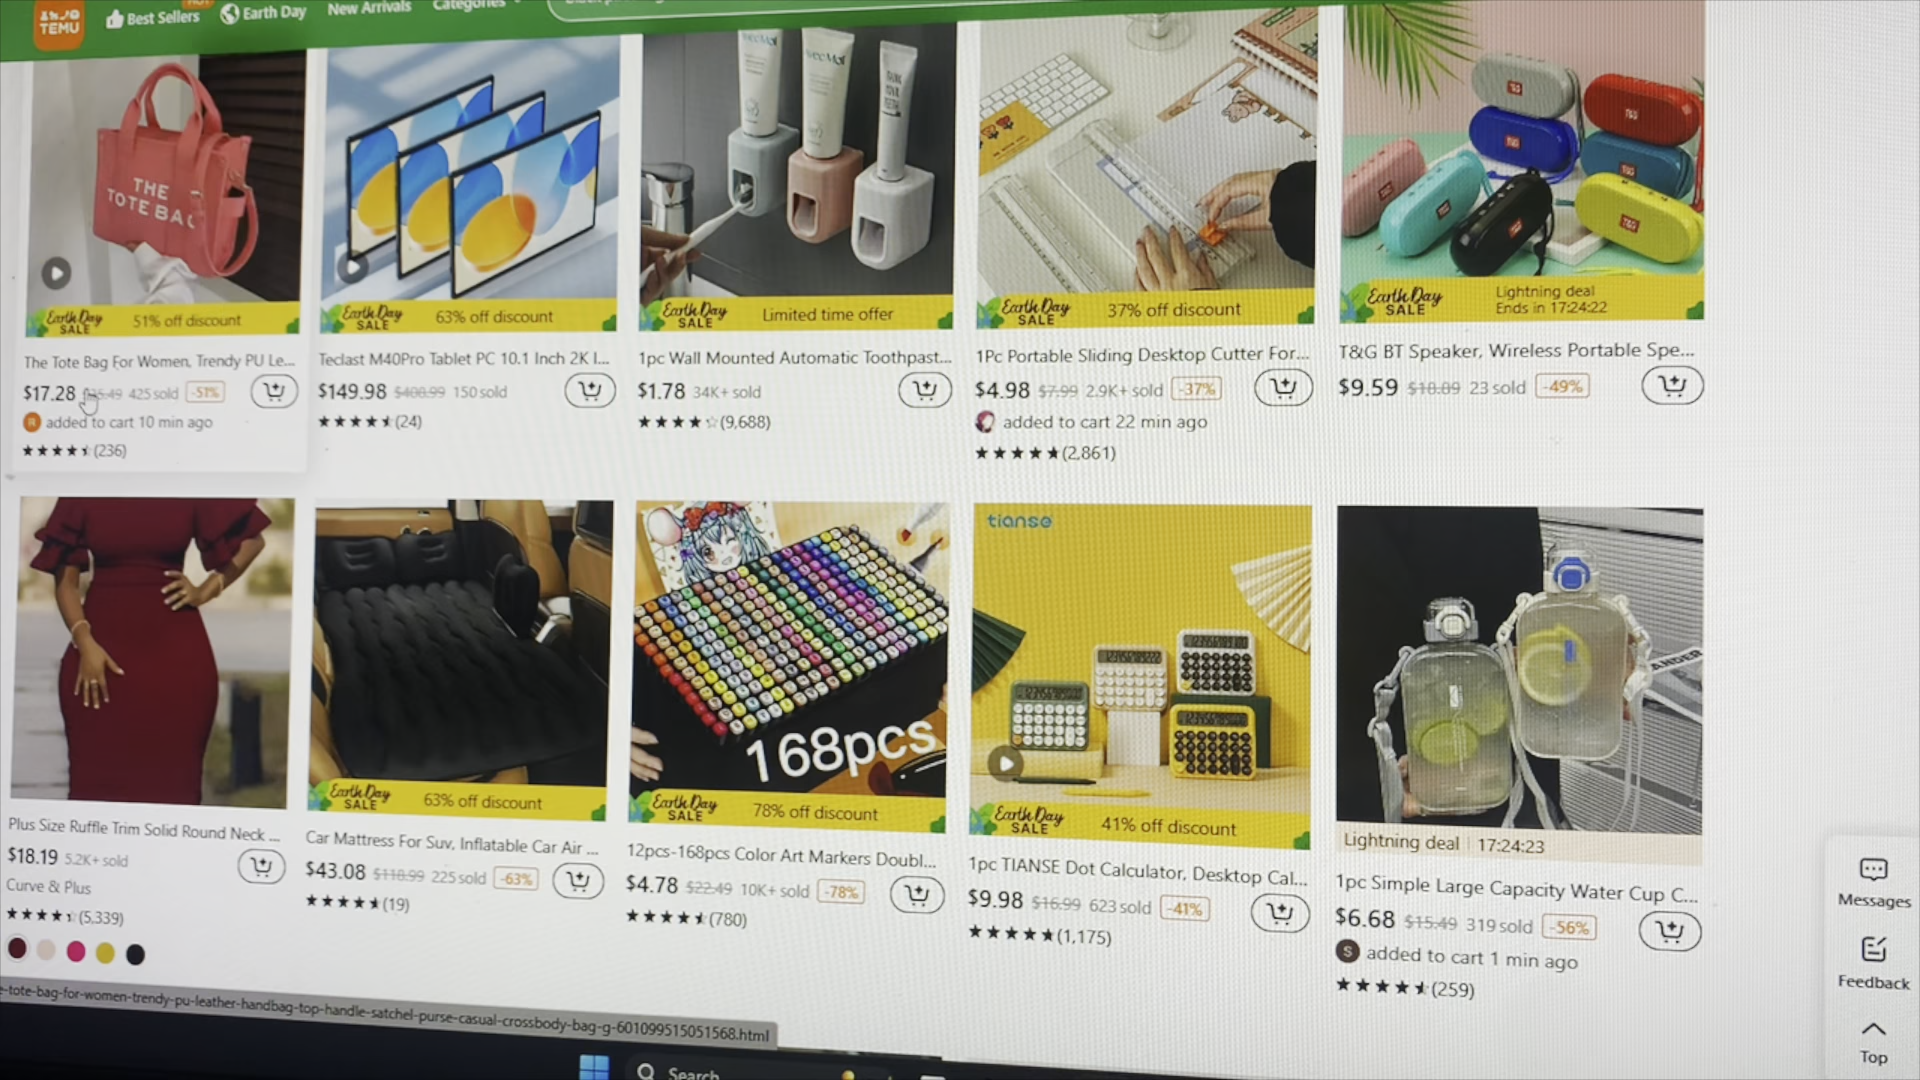 TEMU
Best Sellers
HOT
Earth Day
New Arrivals
Categories
THE
TOTE BAG
Earth Day
SALE
51% off discount
The Tote Bag For Women, Trendy PU Le...
$17.28 425 sold -51%
added to cart 10 min ago
(236)
Earth Day
SALE
63% off discount
Teclast M40Pro Tablet PC 10.1 Inch 2K I...
$149.98 $408.99 150 sold
(24)
Earth Day
SALE
Limited time offer
1pc Wall Mounted Automatic Toothpast...
$1.78 34K+ sold
(9,688)
Earth Day
SALE
37% off discount
1Pc Portable Sliding Desktop Cutter For...
$4.98 $7.99 2.9K+ sold -37%
added to cart 22 min ago
(2,861)
T&G
Earth Day
SALE
Lightning deal
Ends in 17:24:22
T&G BT Speaker, Wireless Portable Spe...
$9.59 23 sold -49%
Plus Size Ruffle Trim Solid Round Neck ...
$18.19 5.2K+ sold
Curve & Plus
(5,339)
Earth Day
SALE
63% off discount
Car Mattress For Suv, Inflatable Car Air ...
$43.08 $118.99 225 sold -63%
(19)
168pcs
Earth Day
SALE
78% off discount
12pcs-168pcs Color Art Markers Doubl...
$4.78 $22.49 10K+ sold -78%
(780)
tianse
Earth Day
SALE
41% off discount
1pc TIANSE Dot Calculator, Desktop Cal...
$9.98 $16.99 623 sold -41%
(1,175)
ANDER
Lightning deal | 17:24:23
1pc Simple Large Capacity Water Cup C...
$6.68 $15.49 319 sold -56%
S added to cart 1 min ago
(259)
Messages
Feedback
Top
e-tote-bag-for-women-trendy-pu-leather-handbag-top-handle-satchel-purse-casual-crossbody-bag-g-601099515051568.html
Search